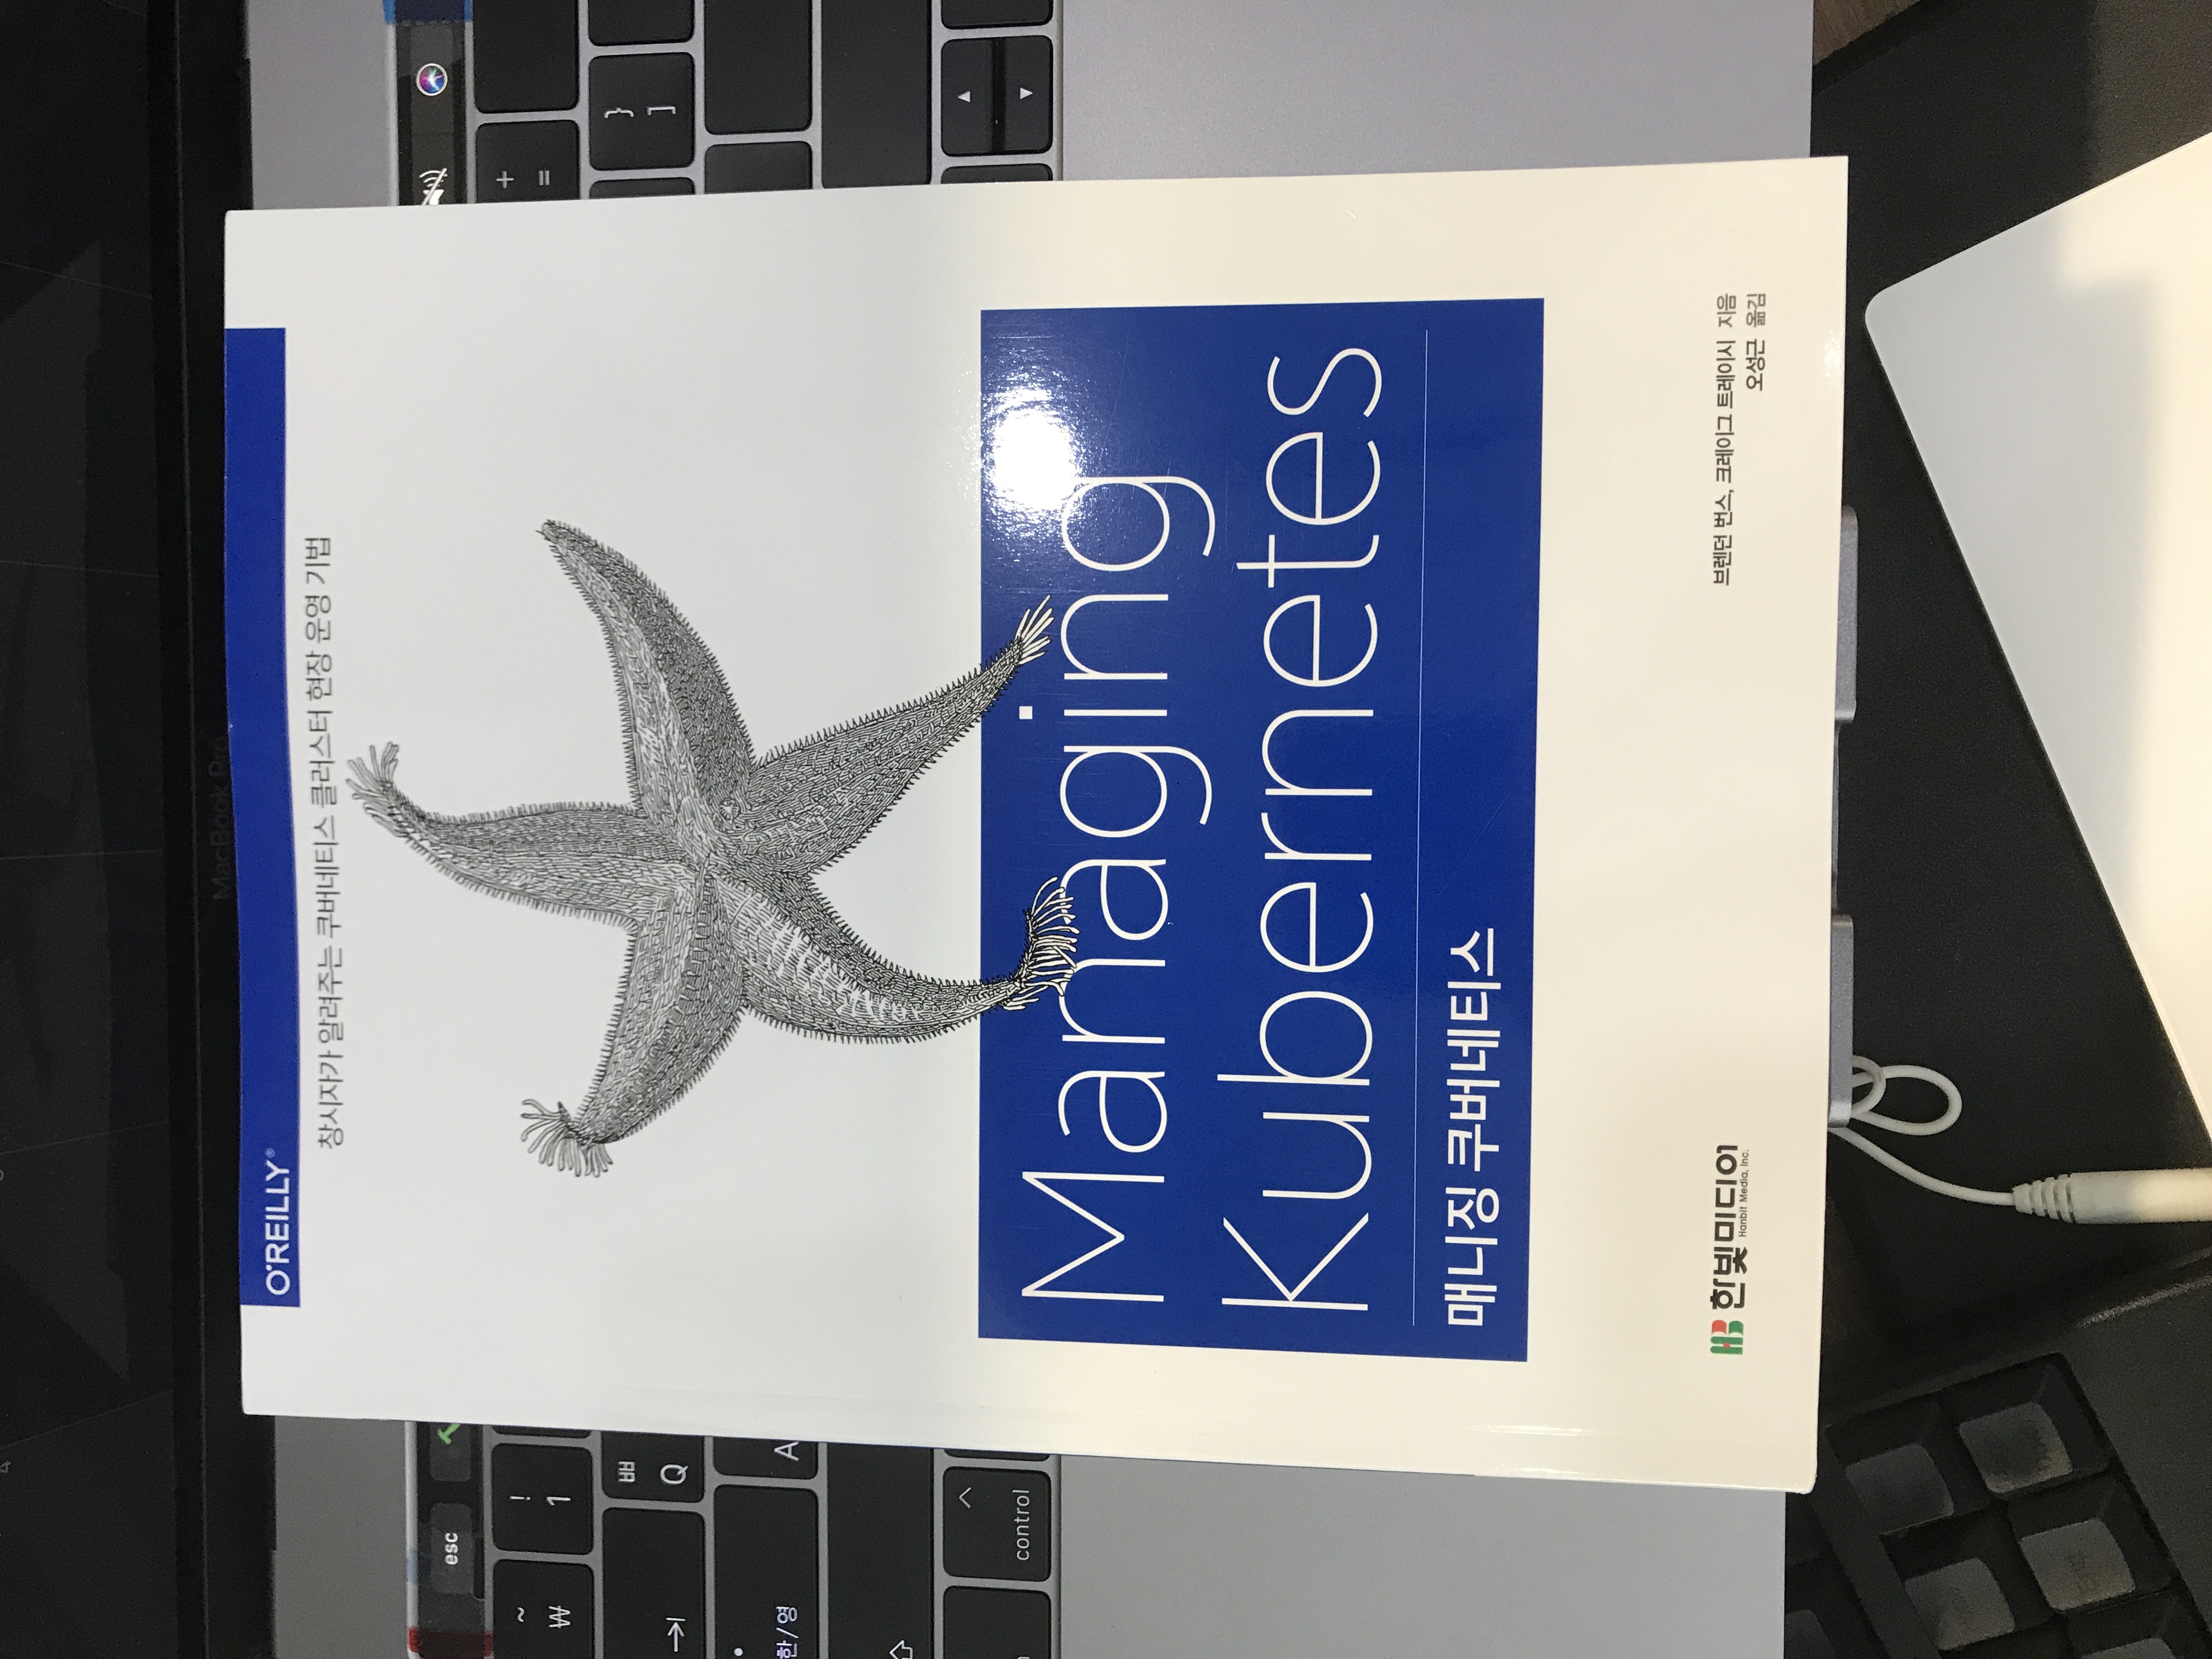 MacBook Pro
O'REILLY®
창시자가 알려주는 쿠버네티스 클러스터 현장 운영 기법
esc
~
₩
!
1
+
=
ㅃ
Q
}
]
한/영
A
control
Managing
Kubernetes
매니징 쿠버네티스
HB 한빛미디어
Hanbit Media, Inc.
브렌던 번스, 크레이그 트레이시 지음
오성근 옮김